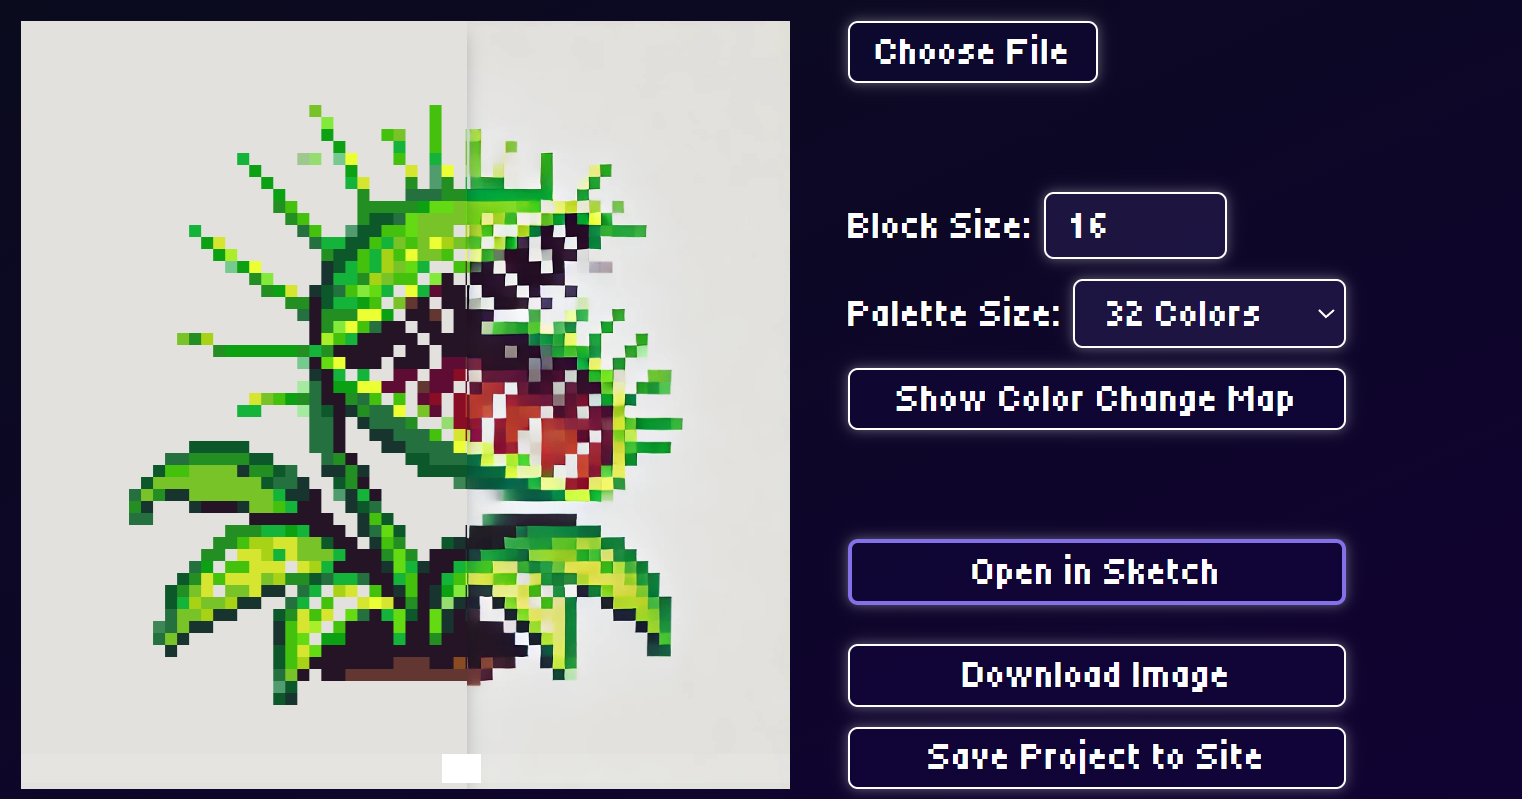 Choose File
Block Size: 16
Palette Size: 32 Colors
Show Color Change Map
Open in Sketch
Download Image
Save Project to Site